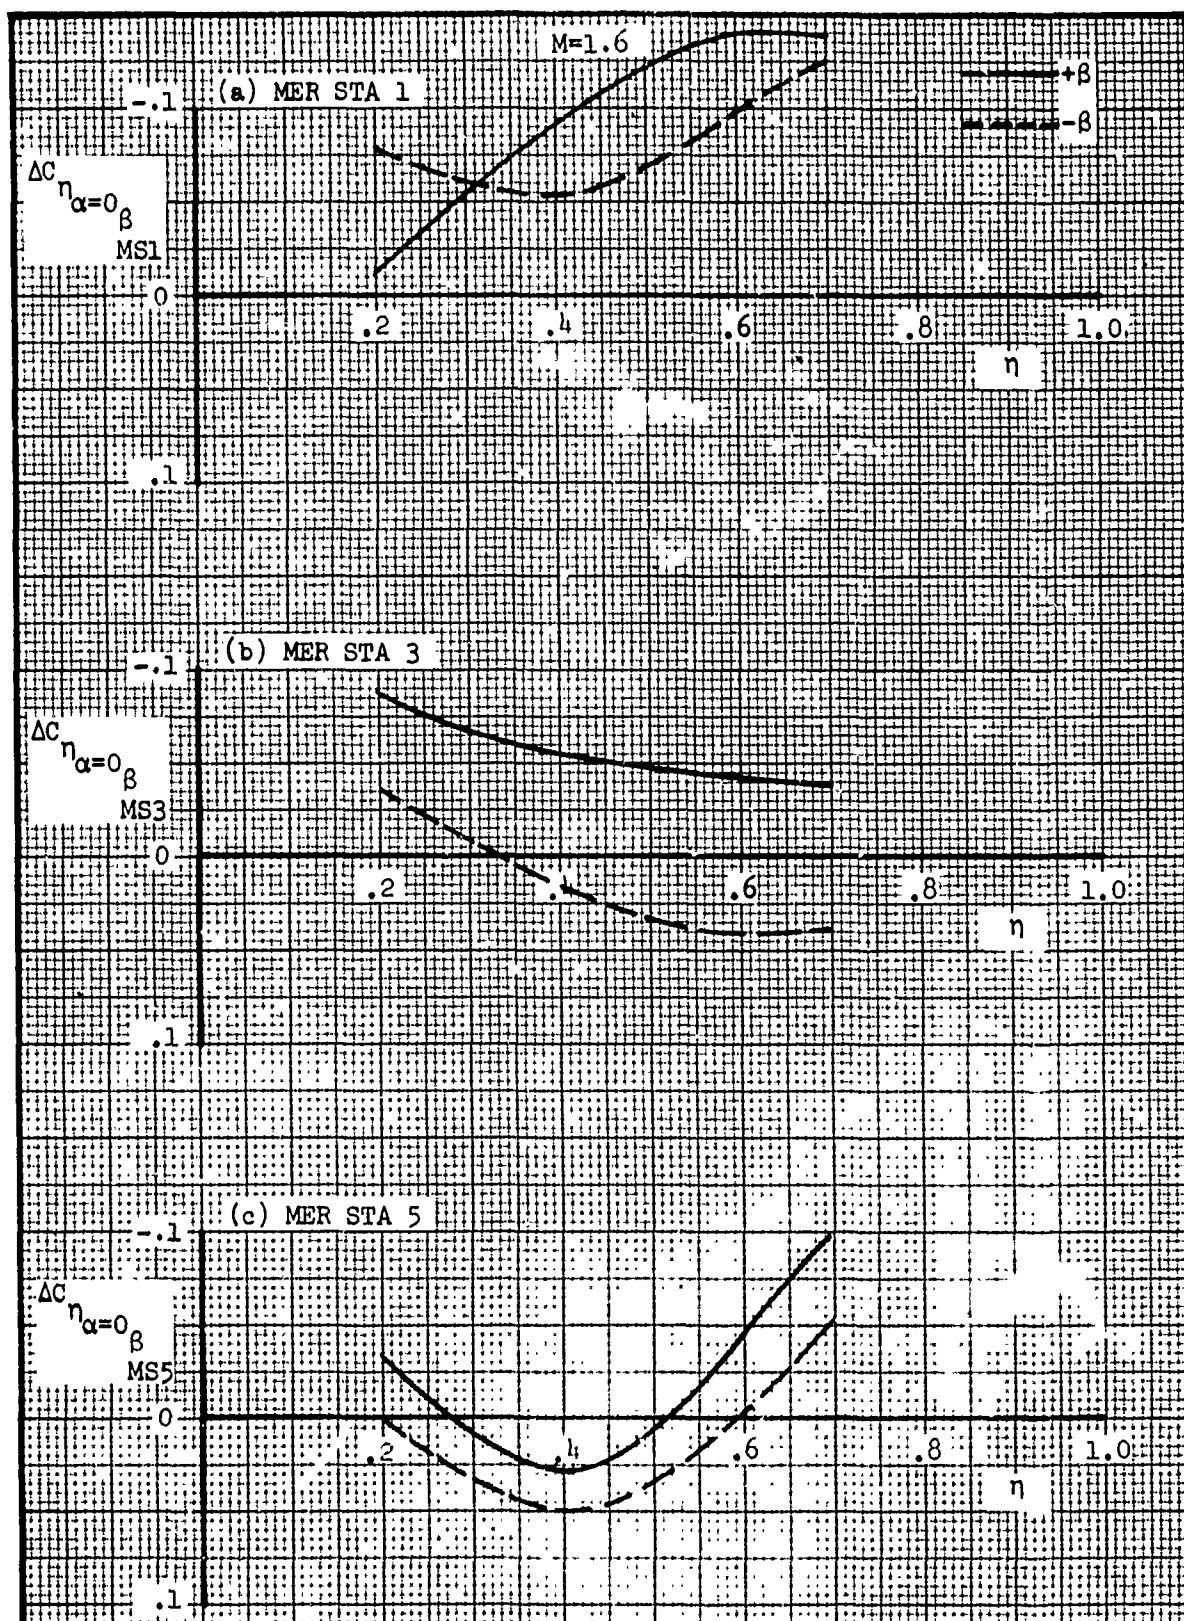 M=1.6
+β
-β
(a) MER STA 1
-.1
ΔC
η
α=0
β
MS1
0
.2 .4 .6 .8 1.0
η
.1
(b) MER STA 3
-.1
ΔC
η
α=0
β
MS3
0
.2 .4 .6 .8 1.0
η
.1
(c) MER STA 5
-.1
ΔC
η
α=0
β
MS5
0
.2 .4 .6 .8 1.0
η
.1